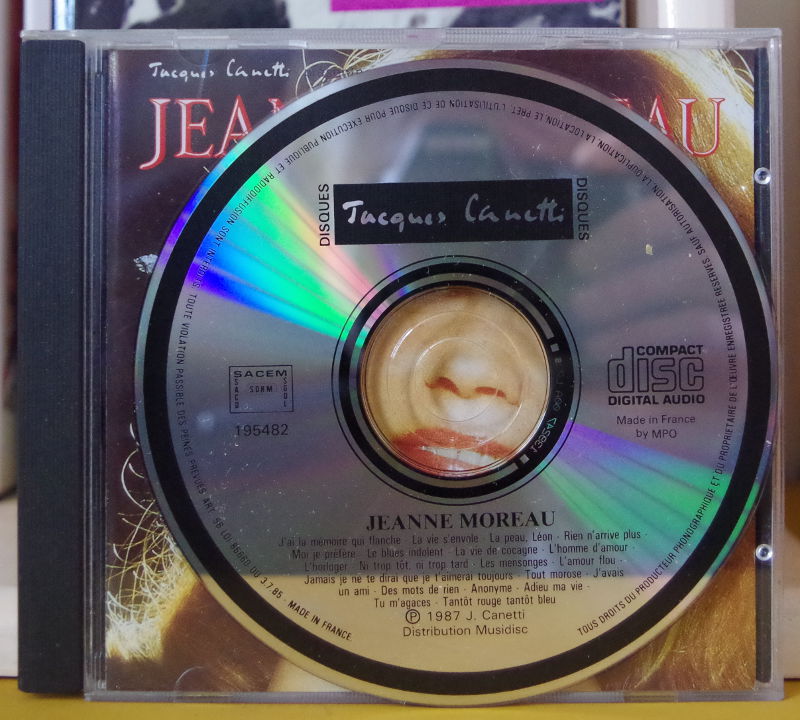 Jacques Canetti
JEA
EAU
DISQUES
Jacques Canetti
DISQUES
SACEM
SACD
SDRM
SGDL
195482
COMPACT
disc
DIGITAL AUDIO
Made in France
by MPO
JEANNE MOREAU
J'ai la mémoire qui flanche · La vie s'envole · La peau, Léon · Rien n'arrive plus ·
Moi je préfère · Le blues indolent · La vie de cocagne · L'homme d'amour ·
L'horloger · Ni trop tôt, ni trop tard · Les mensonges · L'amour flou ·
Jamais je ne te dirai que je t'aimerai toujours · Tout morose · J'avais
un ami · Des mots de rien · Anonyme · Adieu ma vie ·
Tu m'agaces · Tantôt rouge tantôt bleu
Ⓟ 1987 J. Canetti
Distribution Musidisc
TOUS DROITS DU PRODUCTEUR PHONOGRAPHIQUE ET DU PROPRIETAIRE DE L'ŒUVRE ENREGISTREE RESERVES. SAUF AUTORISATION, LA DUPLICATION, LA LOCATION, LE PRET, L'UTILISATION DE CE DISQUE POUR EXECUTION PUBLIQUE ET RADIODIFFUSION SONT INTERDITS. TOUTE VIOLATION PASSIBLE DES PEINES PREVUES ART. 56 LOI 85660 DU 3.7.85 - MADE IN FRANCE